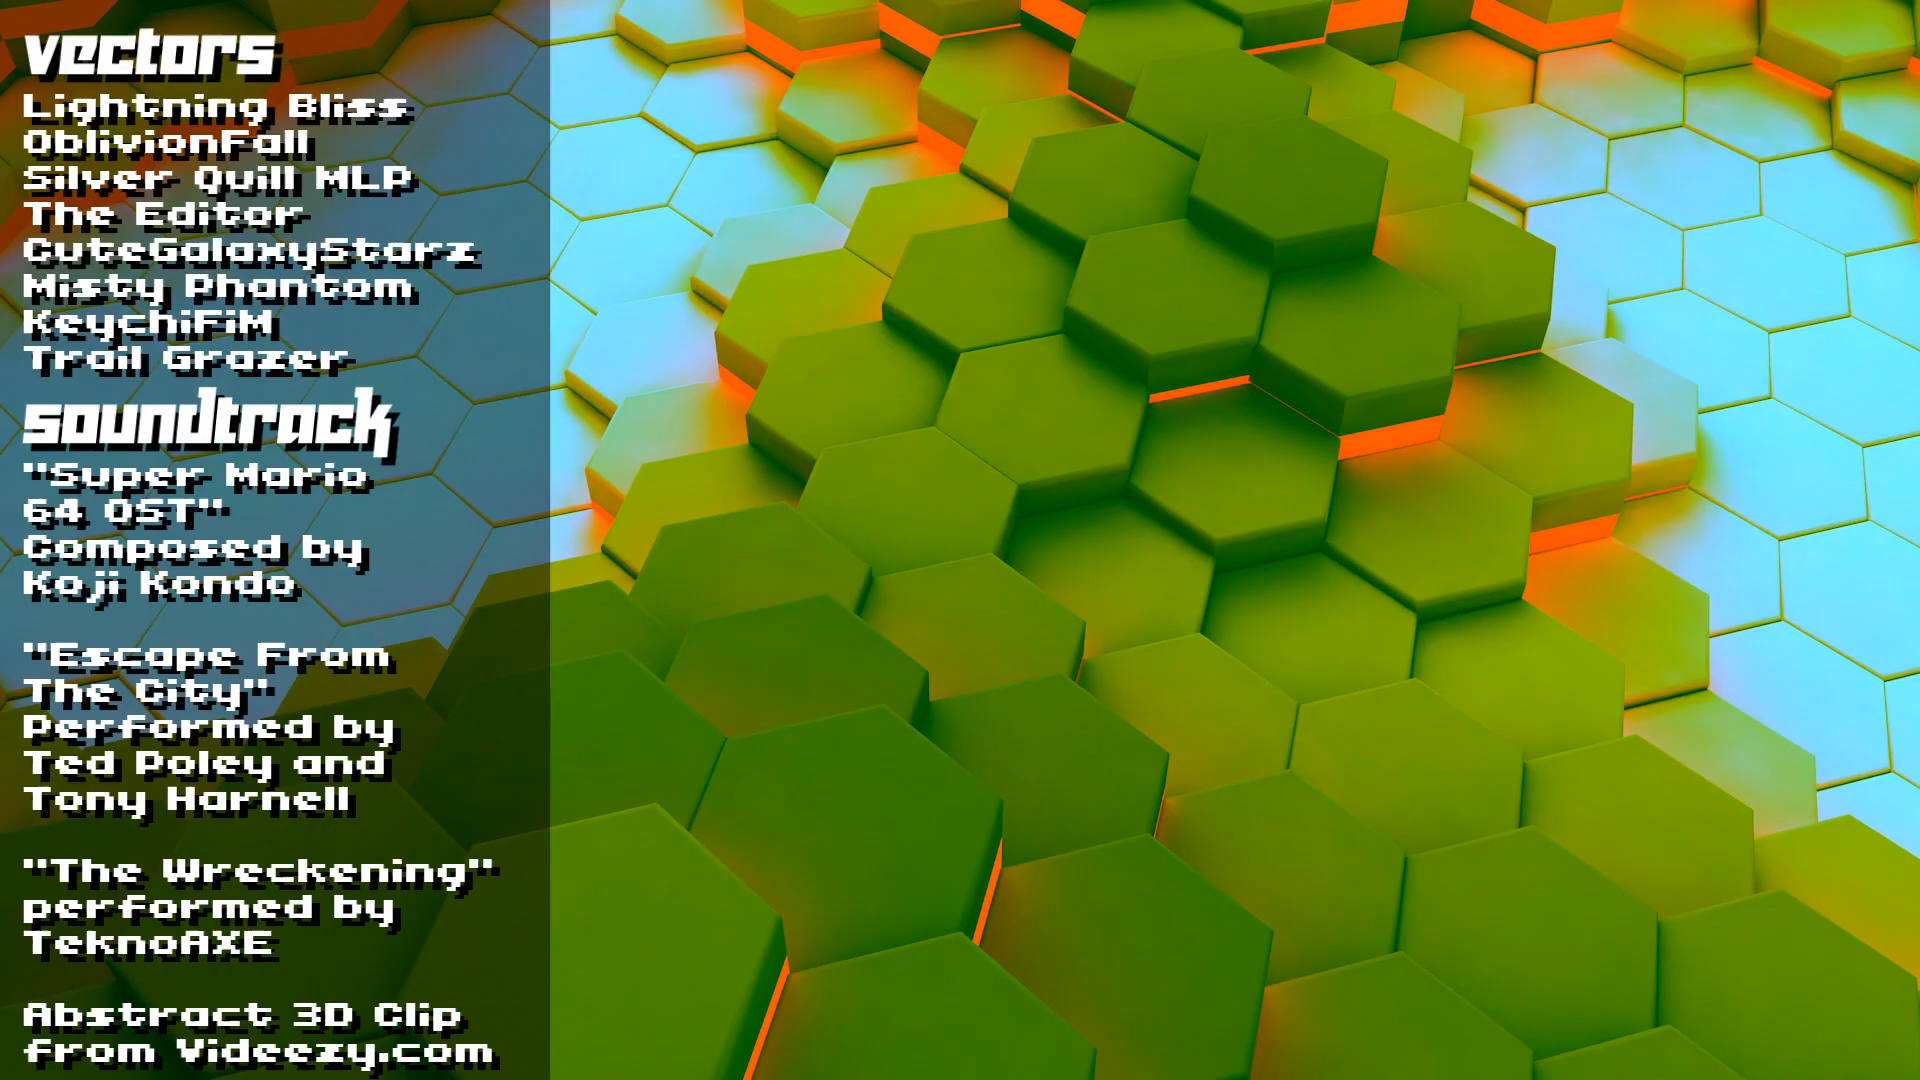 vectors
Lightning Bliss
OblivionFall
Silver Quill MLP
The Editor
CuteGalaxyStarz
Misty Phantom
KeychiFiM
Trail Grazer
soundtrack
"Super Mario
64 OST"
Composed by
Koji Kondo
"Escape From
The City"
Performed by
Ted Poley and
Tony Harnell
"The Wreckening"
performed by
TeknoAXE
Abstract 3D Clip
from Videezy.com